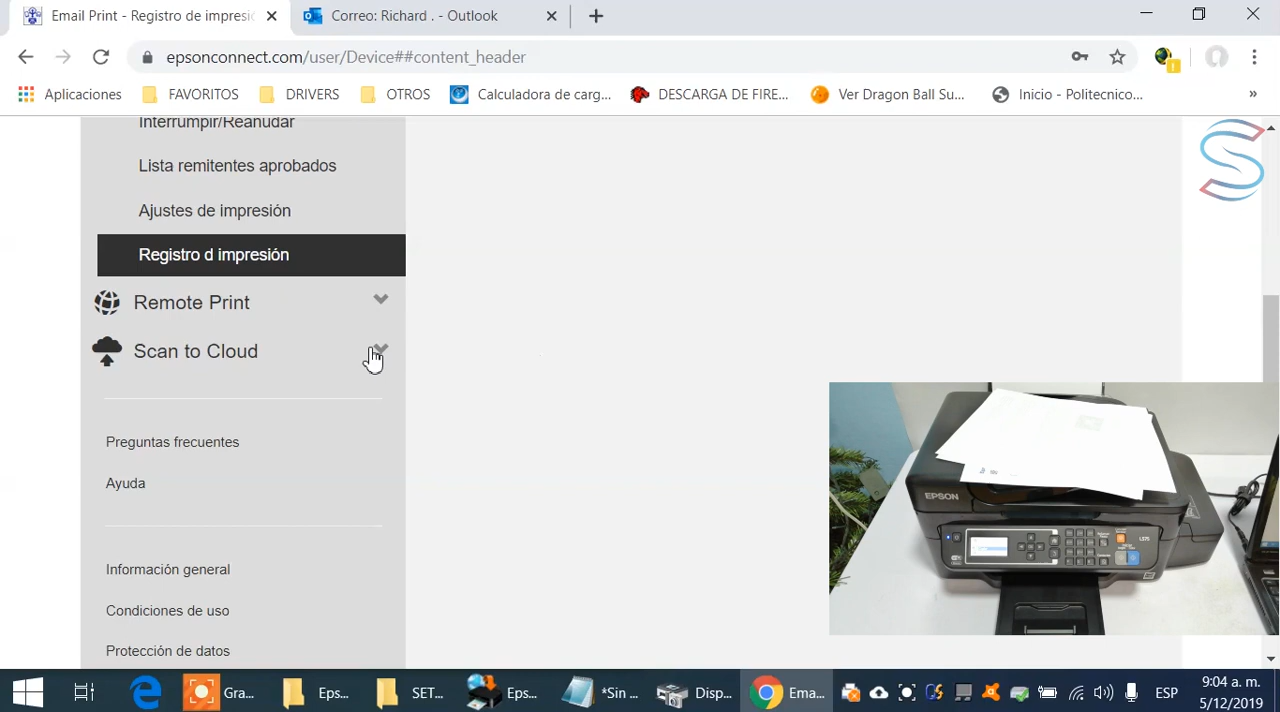 Email Print - Registro de impresi
Correo: Richard . - Outlook
epsonconnect.com/user/Device##content_header
Aplicaciones
FAVORITOS
DRIVERS
OTROS
Calculadora de carg...
DESCARGA DE FIRE...
Ver Dragon Ball Su...
Inicio - Politecnico...
»
Interrumpir/Reanudar
Lista remitentes aprobados
Ajustes de impresión
Registro d impresión
Remote Print
Scan to Cloud
Preguntas frecuentes
Ayuda
Información general
Condiciones de uso
Protección de datos
EPSON
Gra...
Eps...
SET...
Eps...
*Sin ...
Disp...
Ema...
ESP
9:04 a. m.
5/12/2019